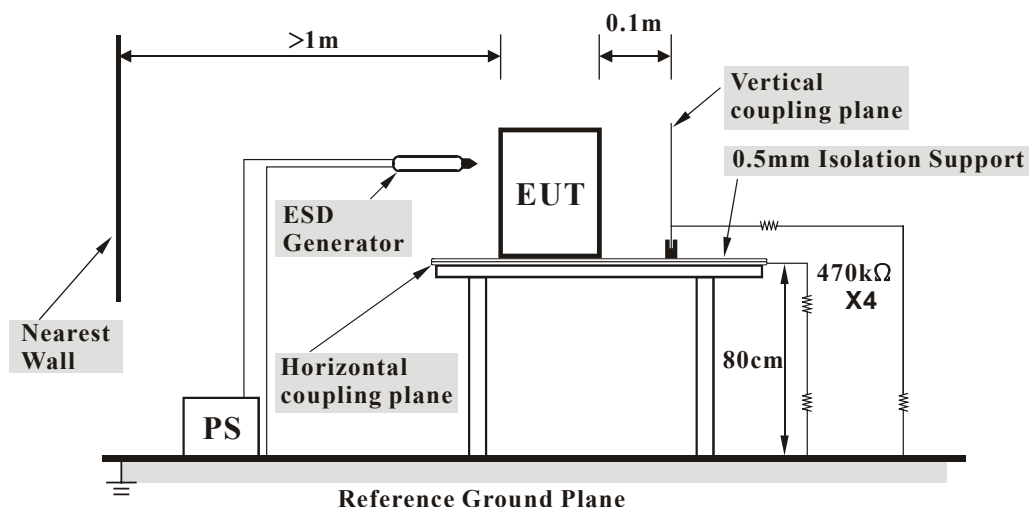 >1m
0.1m
Vertical
coupling plane
0.5mm Isolation Support
EUT
ESD
Generator
470kΩ
X4
Nearest
Wall
Horizontal
coupling plane
80cm
PS
Reference Ground Plane